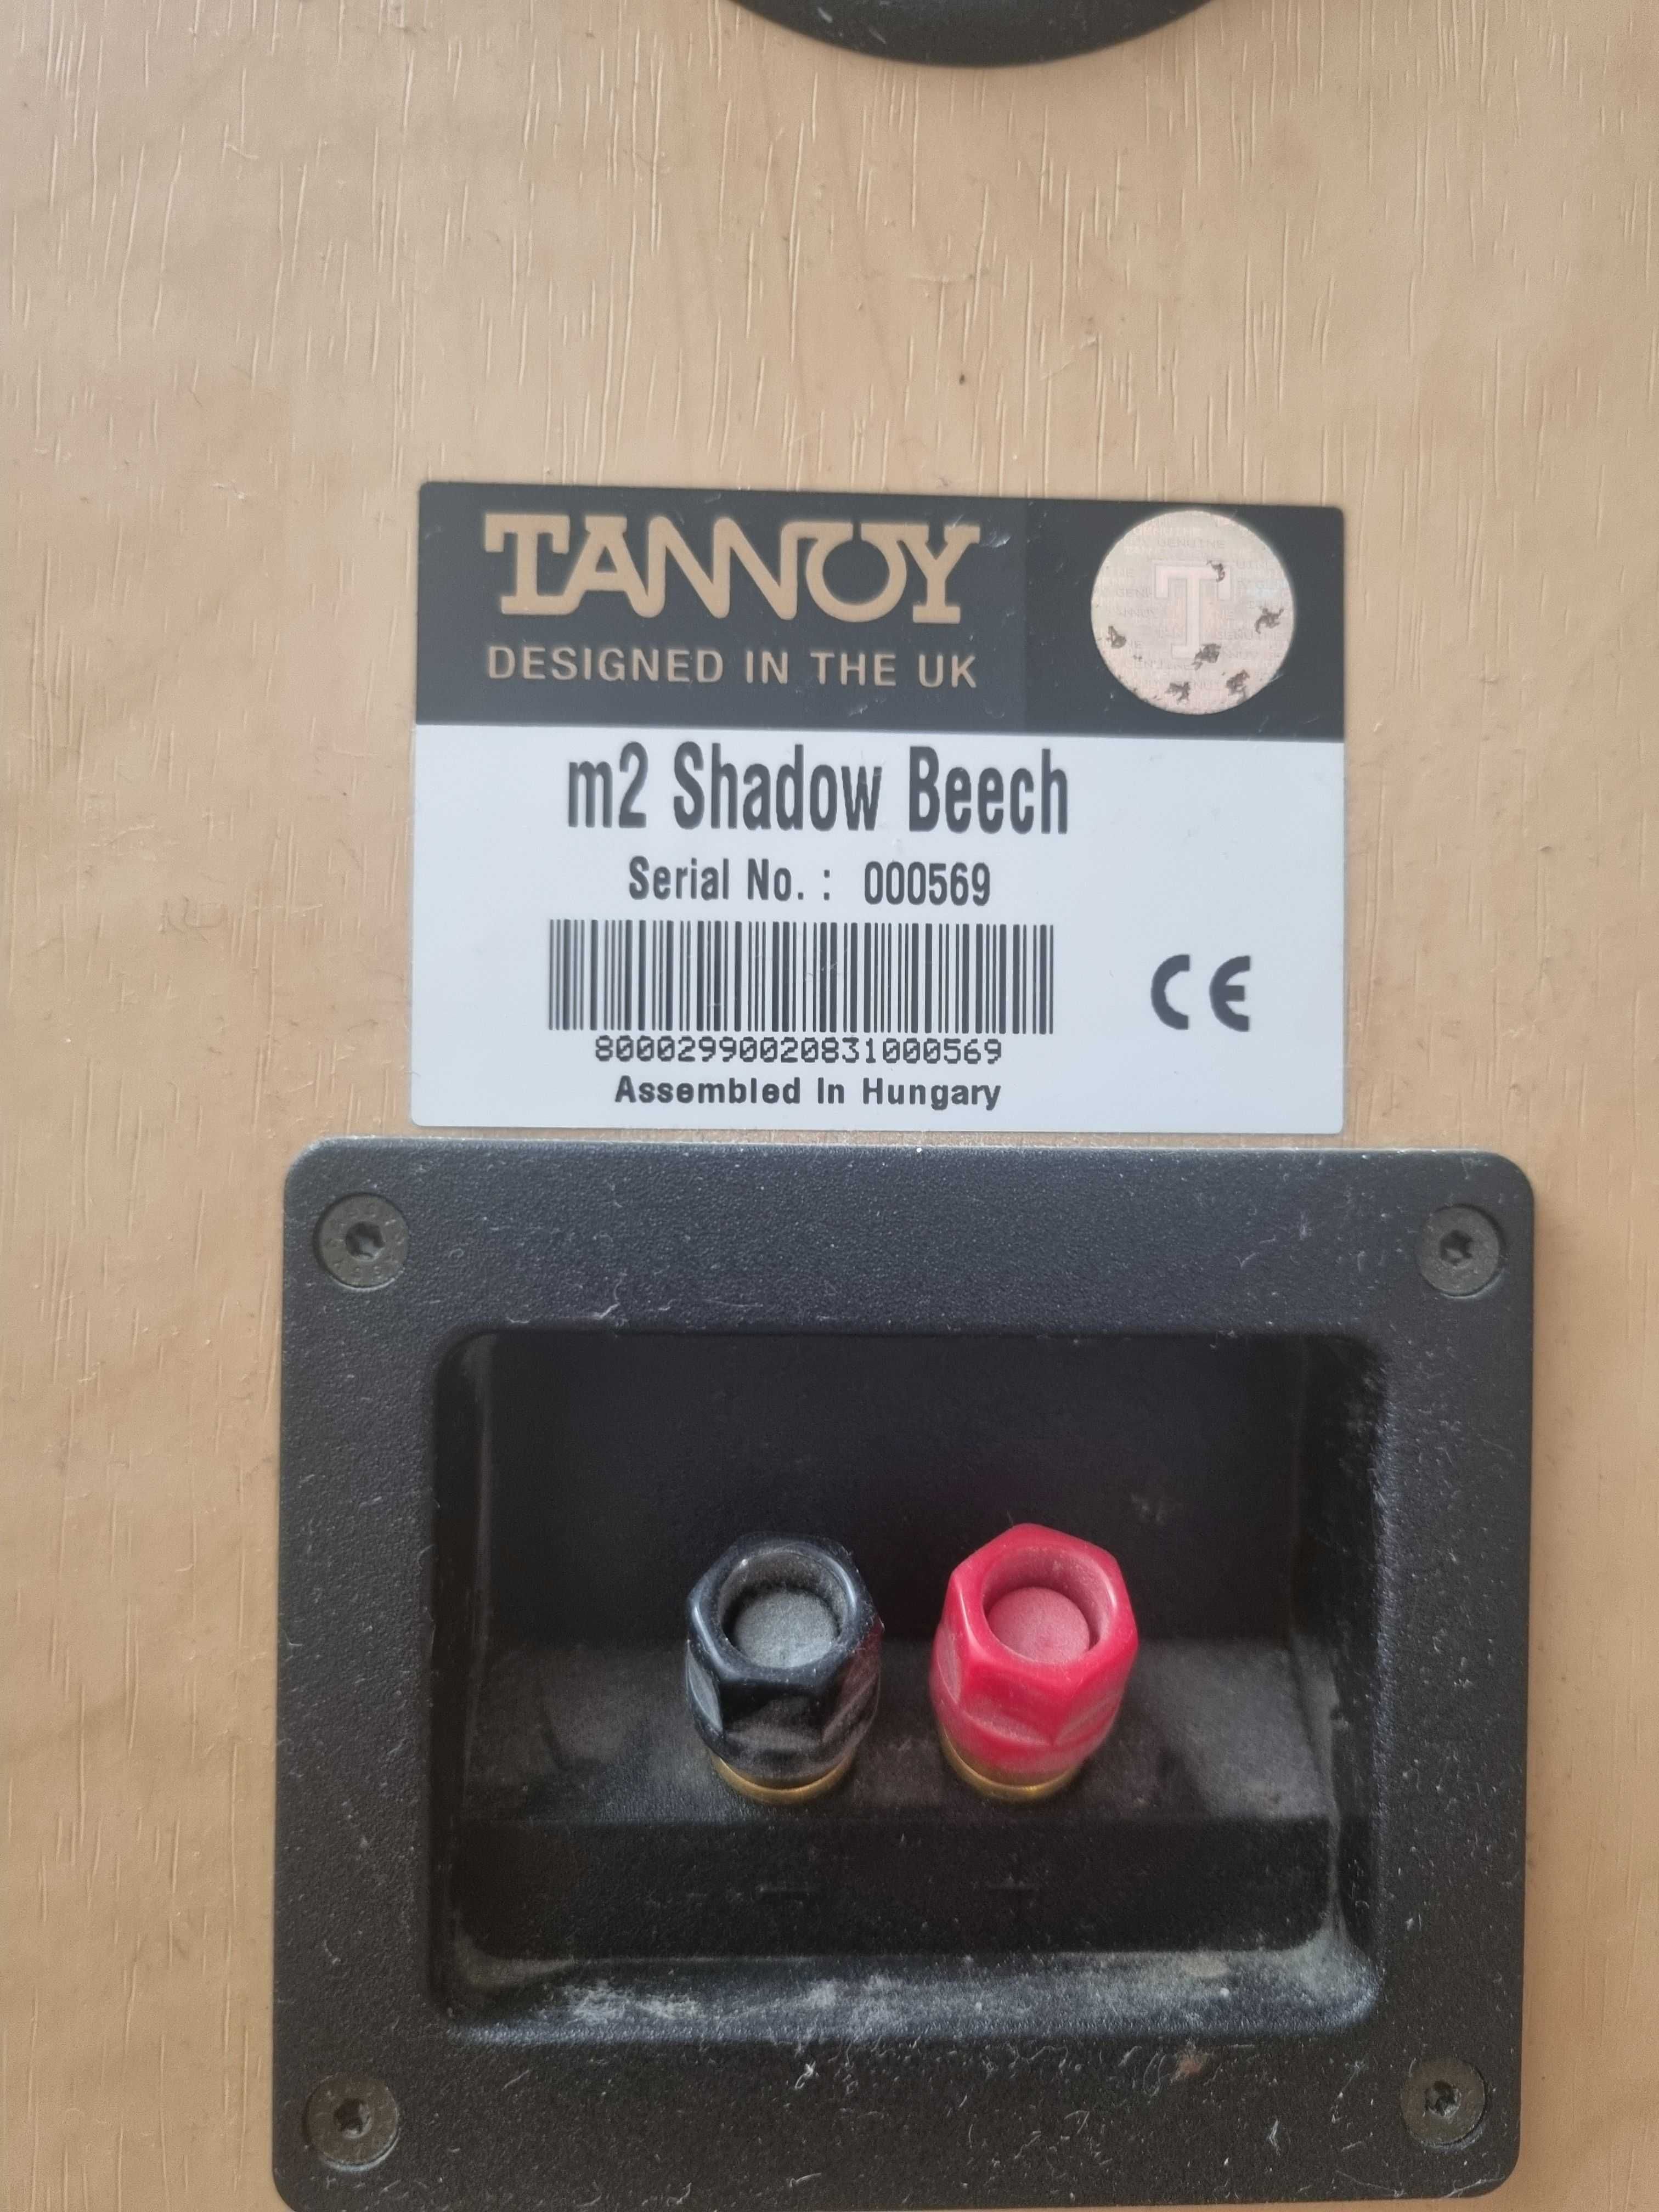 TANNOY
DESIGNED IN THE UK
T
m2 Shadow Beech
Serial No. : 000569
CE
80002990020831000569
Assembled In Hungary